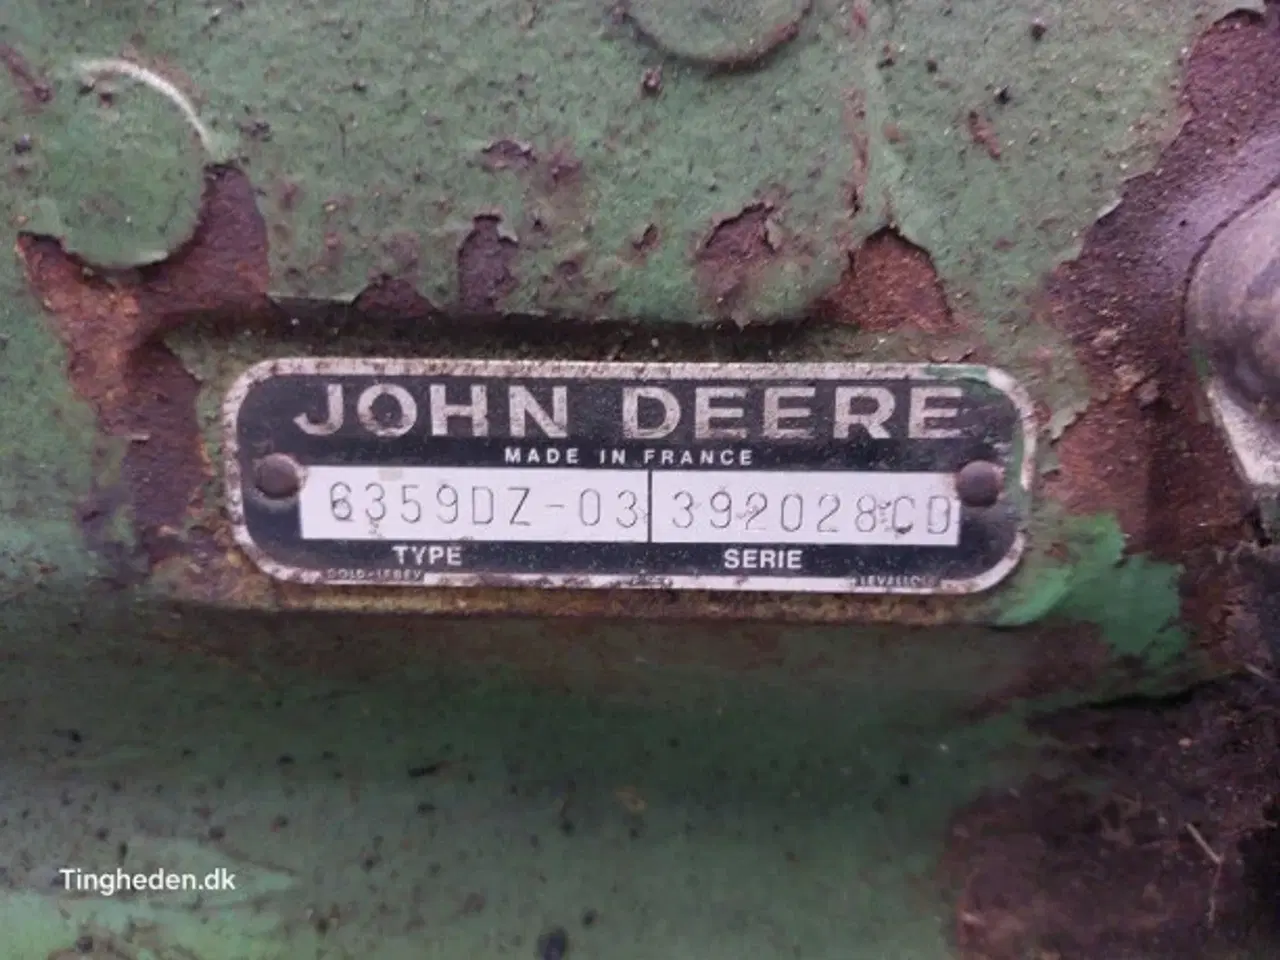 JOHN DEERE
MADE IN FRANCE
6359DZ-03 392028CD
TYPE SERIE
Tingheden.dk